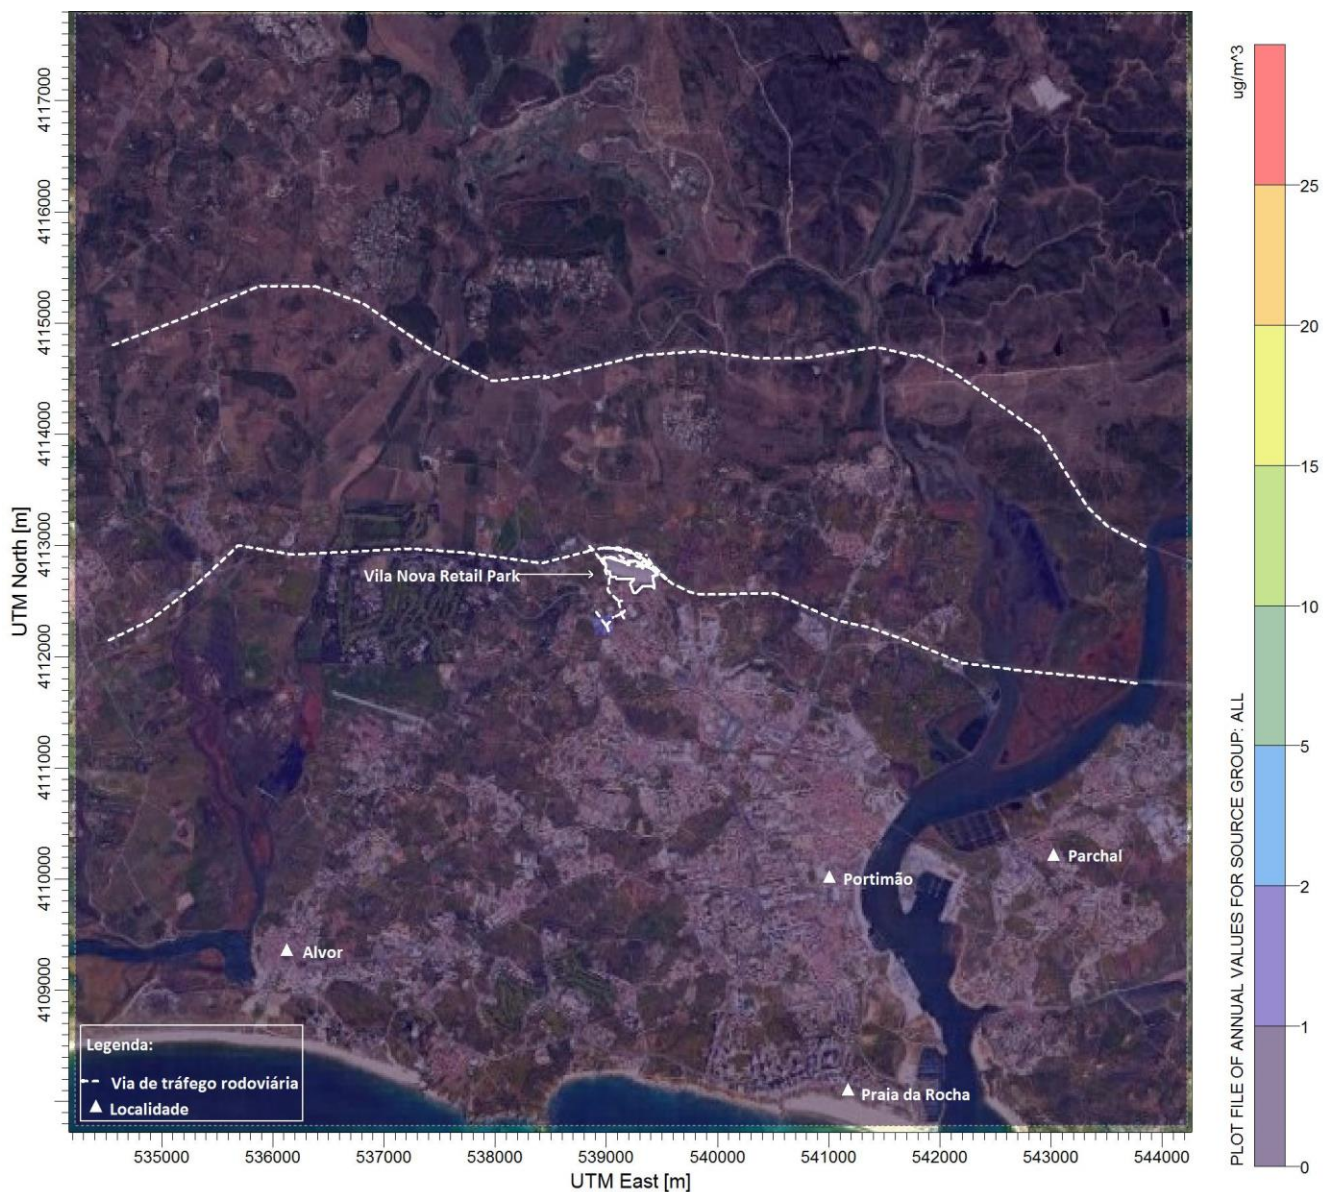 4117000
4116000
4115000
4114000
4113000
4112000
4111000
4110000
4109000
UTM North [m]
Vila Nova Retail Park
Parchal
Portimão
Alvor
Praia da Rocha
Legenda:
Via de tráfego rodoviária
Localidade
535000 536000 537000 538000 539000 540000 541000 542000 543000 544000
UTM East [m]
ug/m^3
25
20
15
10
5
2
1
0
PLOT FILE OF ANNUAL VALUES FOR SOURCE GROUP: ALL